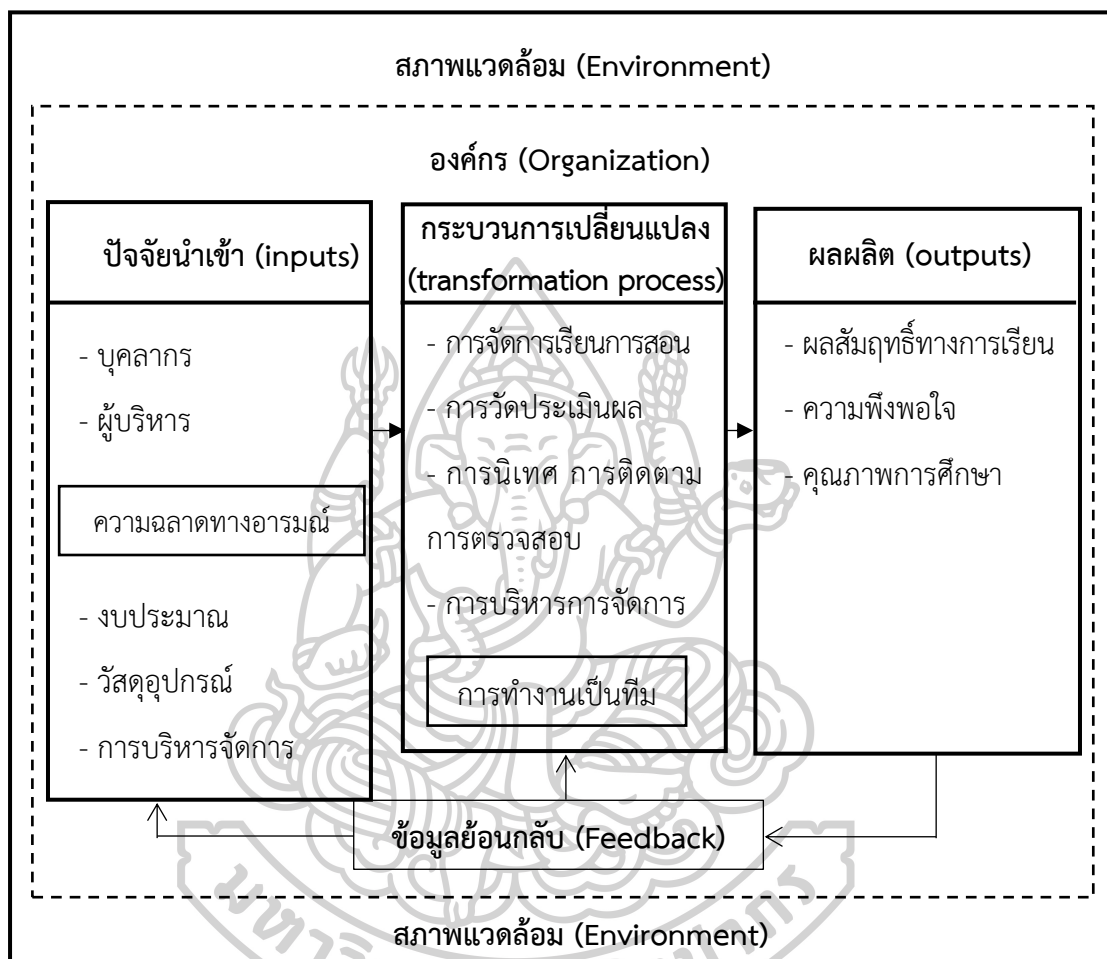 สภาพแวดล้อม (Environment)
องค์กร (Organization)
ปัจจัยนำเข้า (inputs)
- บุคลากร
- ผู้บริหาร
ความฉลาดทางอารมณ์
- งบประมาณ
- วัสดุอุปกรณ์
- การบริหารจัดการ
กระบวนการเปลี่ยนแปลง
(transformation process)
- การจัดการเรียนการสอน
- การวัดประเมินผล
- การนิเทศ การติดตาม
การตรวจสอบ
- การบริหารการจัดการ
การทำงานเป็นทีม
ผลผลิต (outputs)
- ผลสัมฤทธิ์ทางการเรียน
- ความพึงพอใจ
- คุณภาพการศึกษา
ข้อมูลย้อนกลับ (Feedback)
สภาพแวดล้อม (Environment)